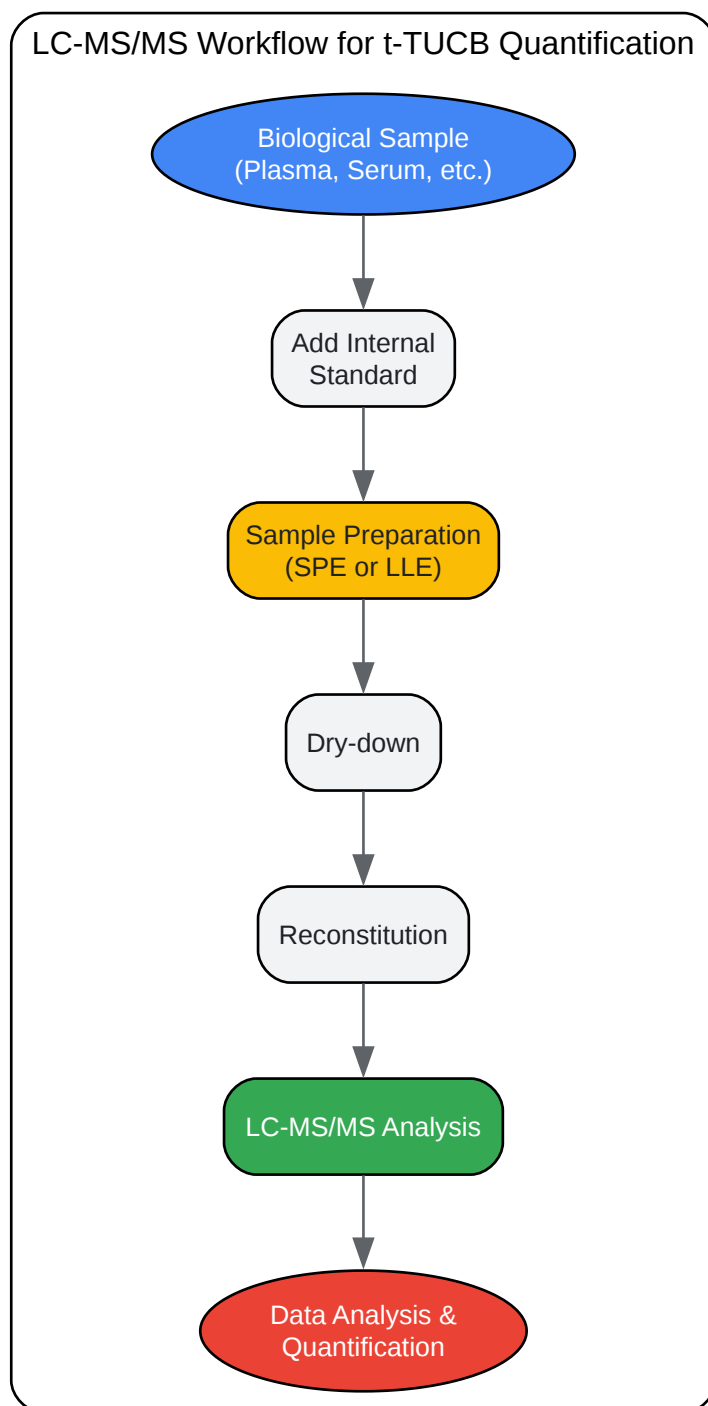 LC-MS/MS Workflow for t-TUCB Quantification
Biological Sample
(Plasma, Serum, etc.)
Add Internal
Standard
Sample Preparation
(SPE or LLE)
Dry-down
Reconstitution
LC-MS/MS Analysis
Data Analysis &
Quantification